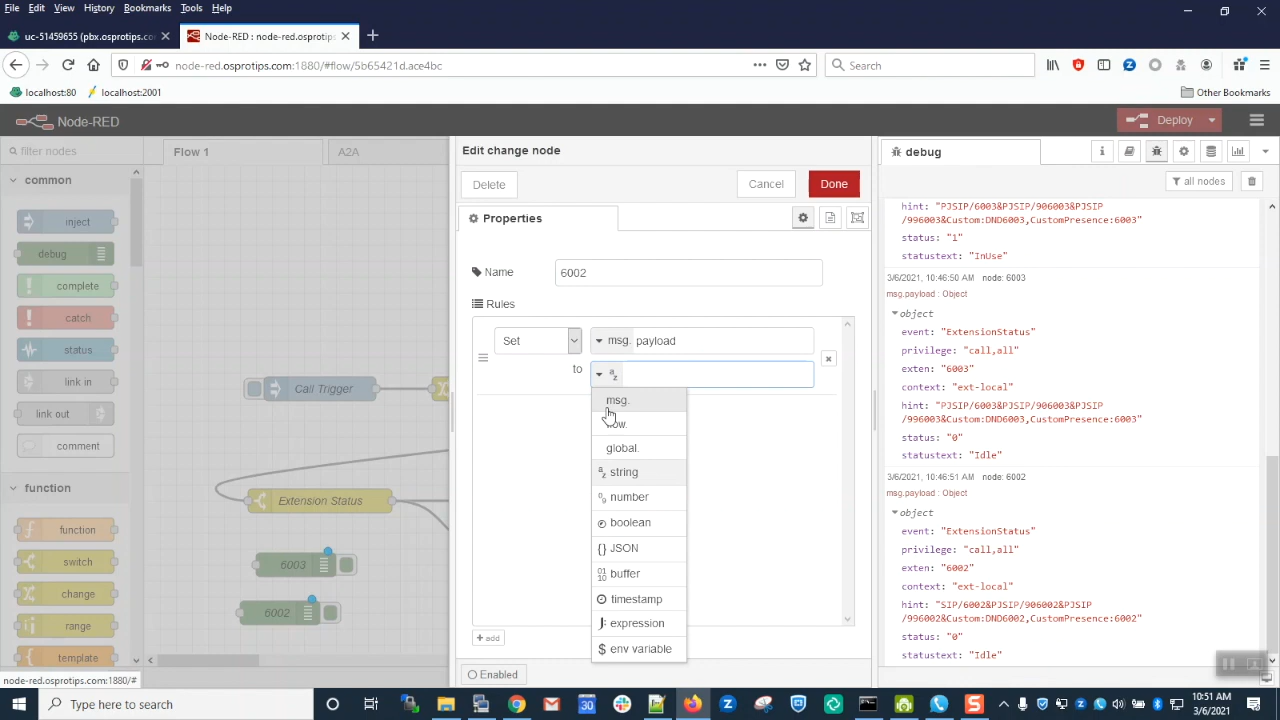 File Edit View History Bookmarks Tools Help
uc-51459655 (pbx.osprotips.co
Node-RED : node-red.osprotips.
node-red.osprotips.com:1880/#flow/5b65421d.ace4bc
Search
localhost:80
localhost:2001
Other Bookmarks
Node-RED
Deploy
filter nodes
Flow 1
A2A
Edit change node
debug
common
Delete
Cancel
Done
all nodes
inject
debug
complete
catch
status
link in
link out
comment
function
function
switch
change
range
template
Call Trigger
Extension Status
6003
6002
Properties
Name
6002
Rules
Set
msg. payload
to
msg.
flow.
global.
string
number
boolean
JSON
buffer
timestamp
expression
env variable
add
Enabled
hint: "PJSIP/6003&PJSIP/906003&PJSIP
/996003&Custom:DND6003,CustomPresence:6003"
status: "1"
statustext: "InUse"
3/6/2021, 10:46:50 AM node: 6003
msg.payload : Object
object
event: "ExtensionStatus"
privilege: "call,all"
exten: "6003"
context: "ext-local"
hint: "PJSIP/6003&PJSIP/906003&PJSIP
/996003&Custom:DND6003,CustomPresence:6003"
status: "0"
statustext: "Idle"
3/6/2021, 10:46:51 AM node: 6002
msg.payload : Object
object
event: "ExtensionStatus"
privilege: "call,all"
exten: "6002"
context: "ext-local"
hint: "SIP/6002&PJSIP/906002&PJSIP
/996002&Custom:DND6002,CustomPresence:6002"
status: "0"
statustext: "Idle"
node-red.osprotips.com:1880/#
Type here to search
30
10:51 AM
3/6/2021